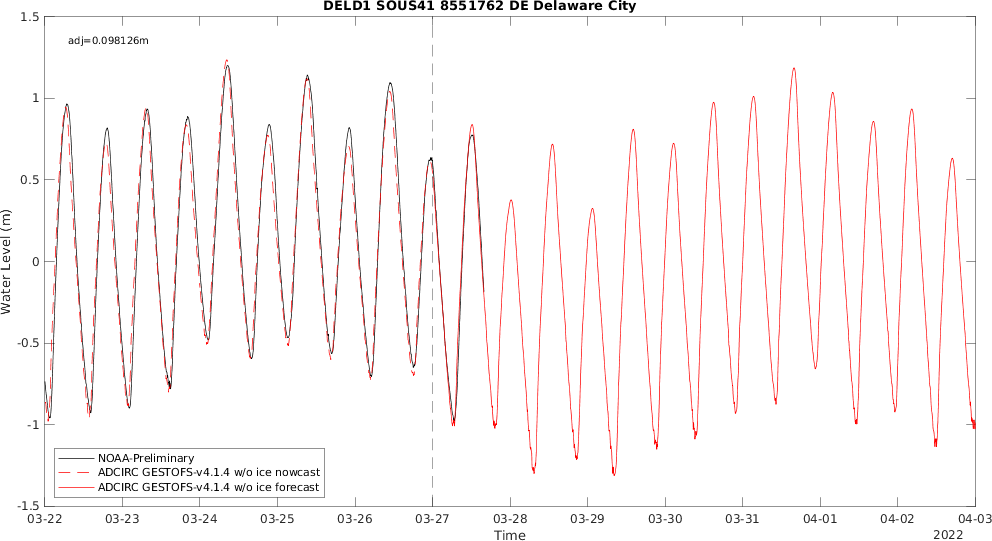 DELD1 SOUS41 8551762 DE Delaware City
adj=0.098126m
1.5
1
0.5
0
-0.5
-1
-1.5
Water Level (m)
NOAA-Preliminary
ADCIRC GESTOFS-v4.1.4 w/o ice nowcast
ADCIRC GESTOFS-v4.1.4 w/o ice forecast
03-22 03-23 03-24 03-25 03-26 03-27 03-28 03-29 03-30 03-31 04-01 04-02 04-03
Time
2022